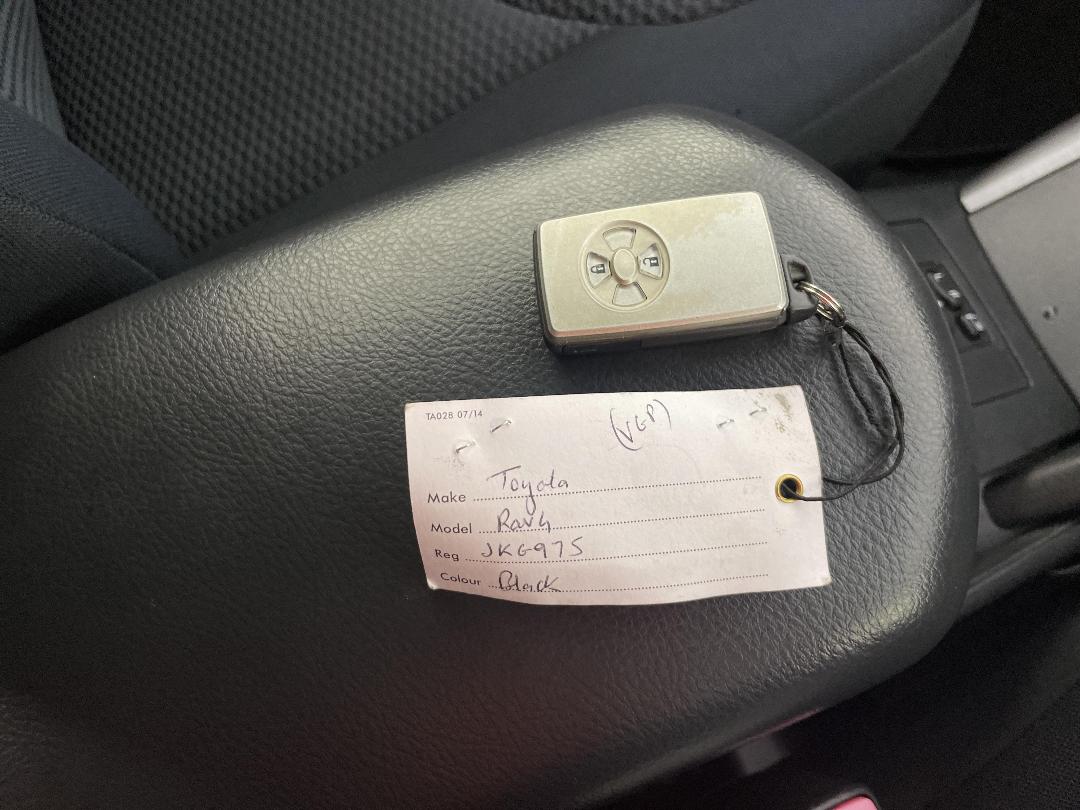 TA028 07/14
(VGP)
Make Toyota
Model Rav4
Reg JKG975
Colour Black